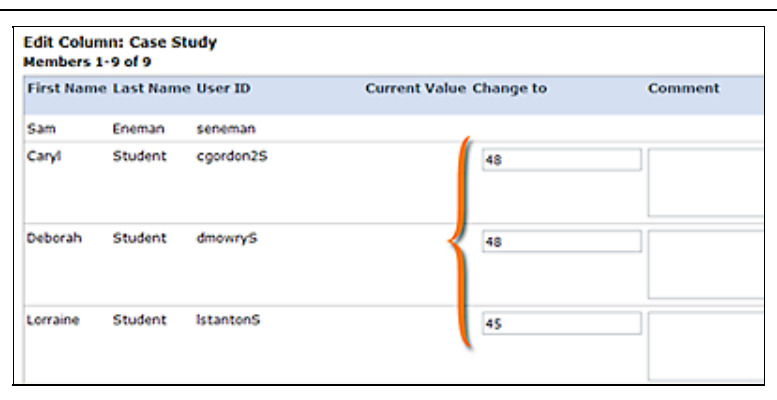 Edit Column: Case Study
Members 1-9 of 9
First Name Last Name User ID Current Value Change to Comment
Sam Eneman seneman
Caryl Student cgordon2S 48
Deborah Student dmowryS 48
Lorraine Student lstantonS 45